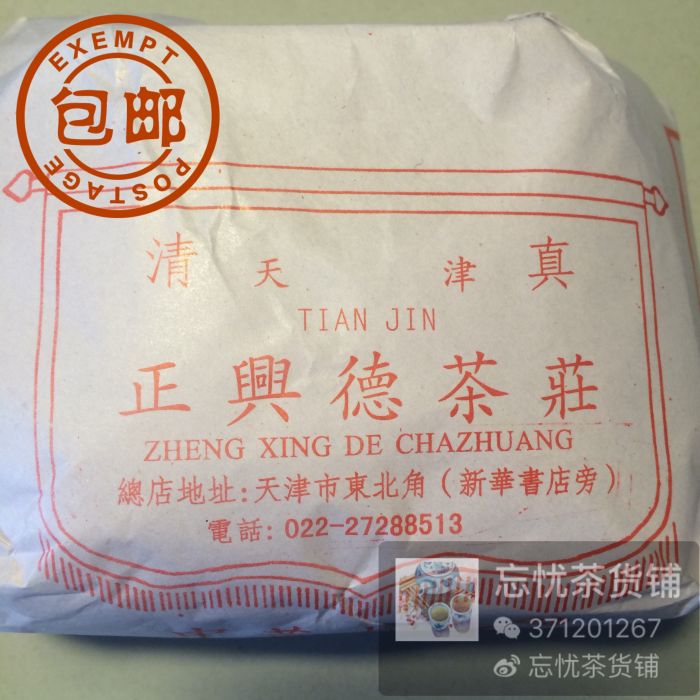 EXEMPT
包邮
POSTAGE
清 天 津 真
TIAN JIN
正興德茶莊
ZHENG XING DE CHAZHUANG
總店地址:天津市東北角(新華書店旁)
電話: 022-27288513
忘忧茶货铺
371201267
忘忧茶货铺